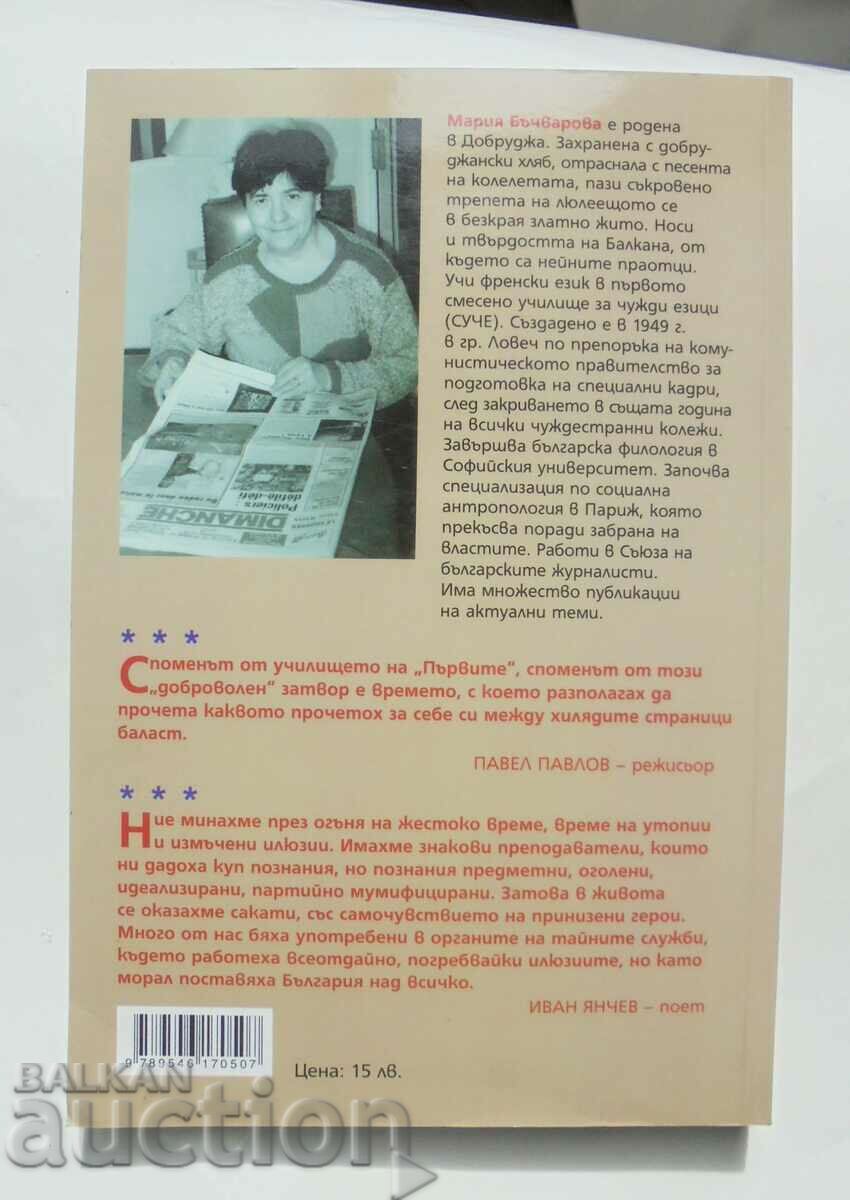 Мария Бъчварова е родена
в Добруджа. Захранена с добру-
джански хляб, отраснала с песента
на колелетата, пази съкровено
трепета на люлеещото се
в безкрая златно жито. Носи
и твърдостта на Балкана, от
където са нейните праотци.
Учи френски език в първото
смесено училище за чужди езици
(СУЧЕ). Създадено е в 1949 г.
в гр. Ловеч по препоръка на кому-
нистическото правителство за
подготовка на специални кадри,
след закриването в същата година
на всички чуждестранни колежи.
Завършва българска филология в
Софийския университет. Започва
специализация по социална
антропология в Париж, която
прекъсва поради забрана на
властите. Работи в Съюза на
българските журналисти.
Има множество публикации
на актуални теми.
Policiers
défilé-défi
DIMANCHE
* * *
Споменът от училището на „Първите“, споменът от този
„доброволен“ затвор е времето, с което разполагах да
прочета каквото прочетох за себе си между хилядите страници
баласт.
ПАВЕЛ ПАВЛОВ – режисьор
* * *
Ние минахме през огъня на жестоко време, време на утопии
и измъчени илюзии. Имахме знакови преподаватели, които
ни дадоха куп познания, но познания предметни, оголени,
идеализирани, партийно мумифицирани. Затова в живота
се оказахме сакати, със самочувствието на принизени герои.
Много от нас бяха употребени в органите на тайните служби,
където работеха всеотдайно, погребвайки илюзиите, но като
морал поставяха България над всичко.
ИВАН ЯНЧЕВ – поет
9 789546 170507
Цена: 15 лв.
BALKAN
auction